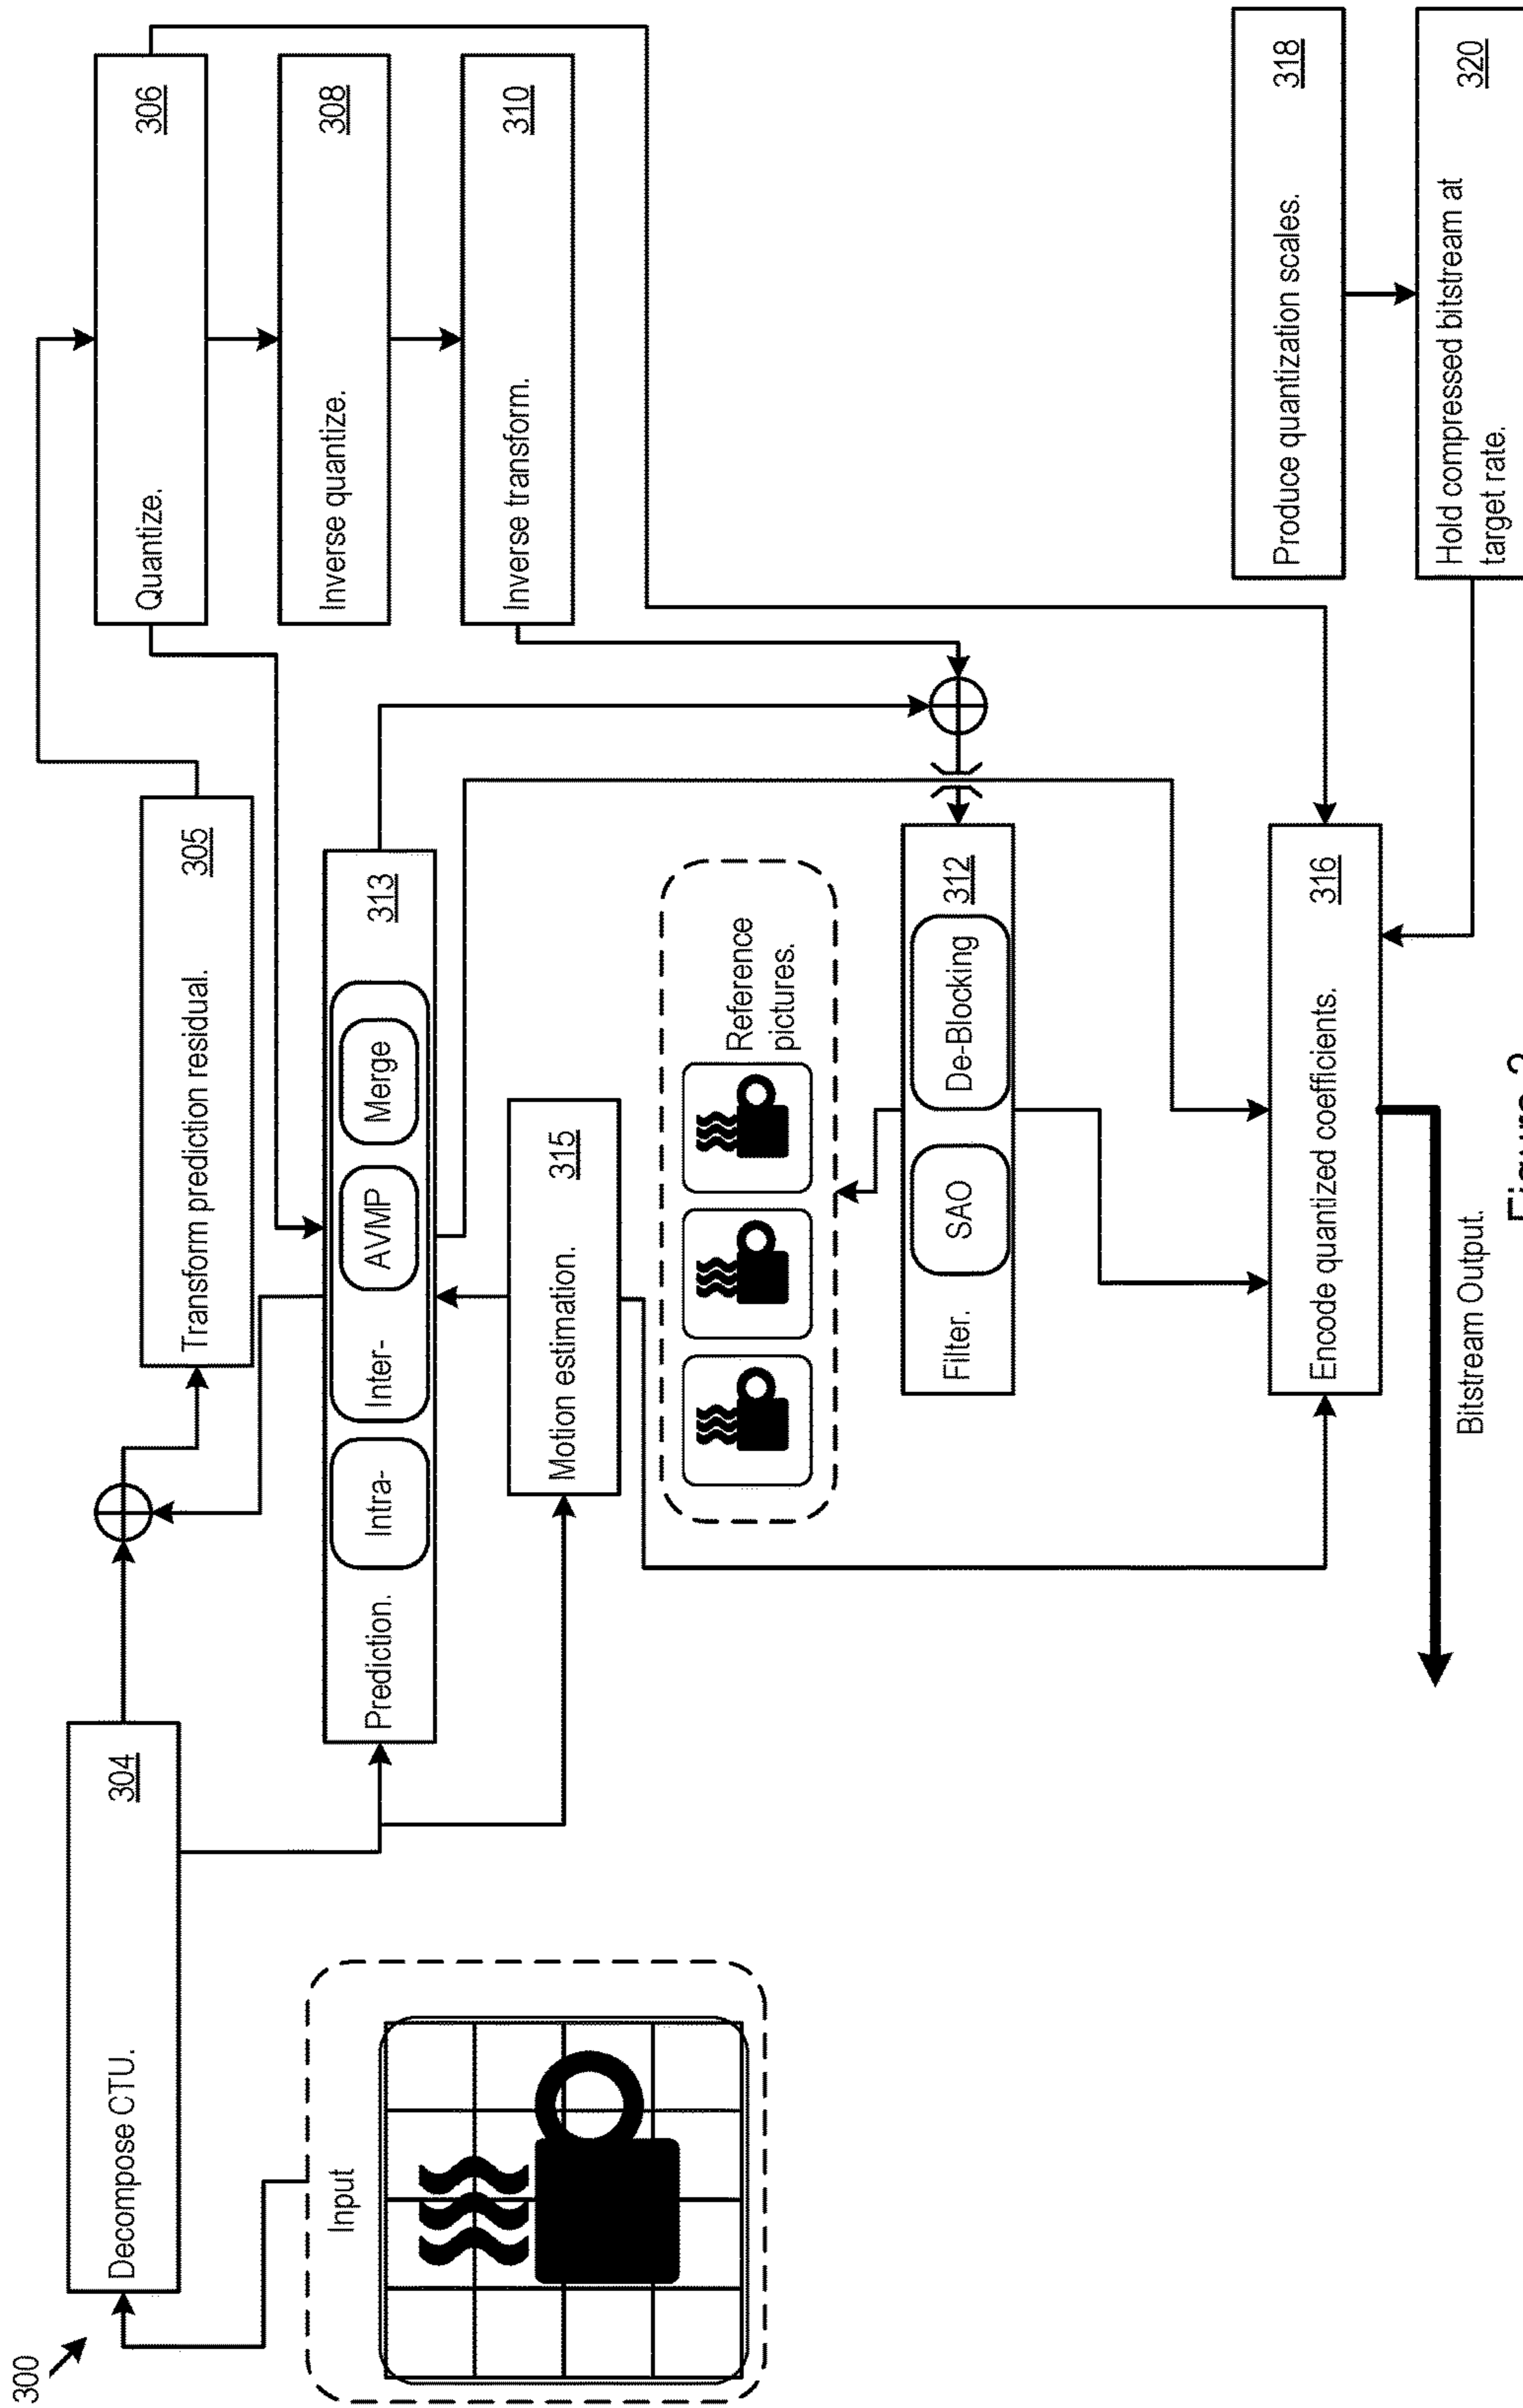 300
Decompose CTU.
304
Input
Transform prediction residual.
305
Quantize.
306
Inverse quantize.
308
Inverse transform.
310
Prediction.
Intra-
Inter-
AVMP
Merge
313
Motion estimation.
315
Reference
pictures.
Filter.
SAO
De-Blocking
312
Encode quantized coefficients.
316
Produce quantization scales.
318
Hold compressed bitstream at
target rate.
320
Bitstream Output.